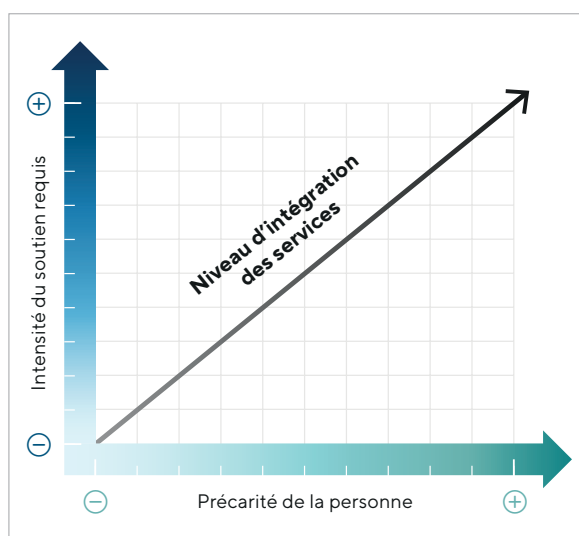 +
Intensité du soutien requis
−
Niveau d’intégration
des services
−
Précarité de la personne
+